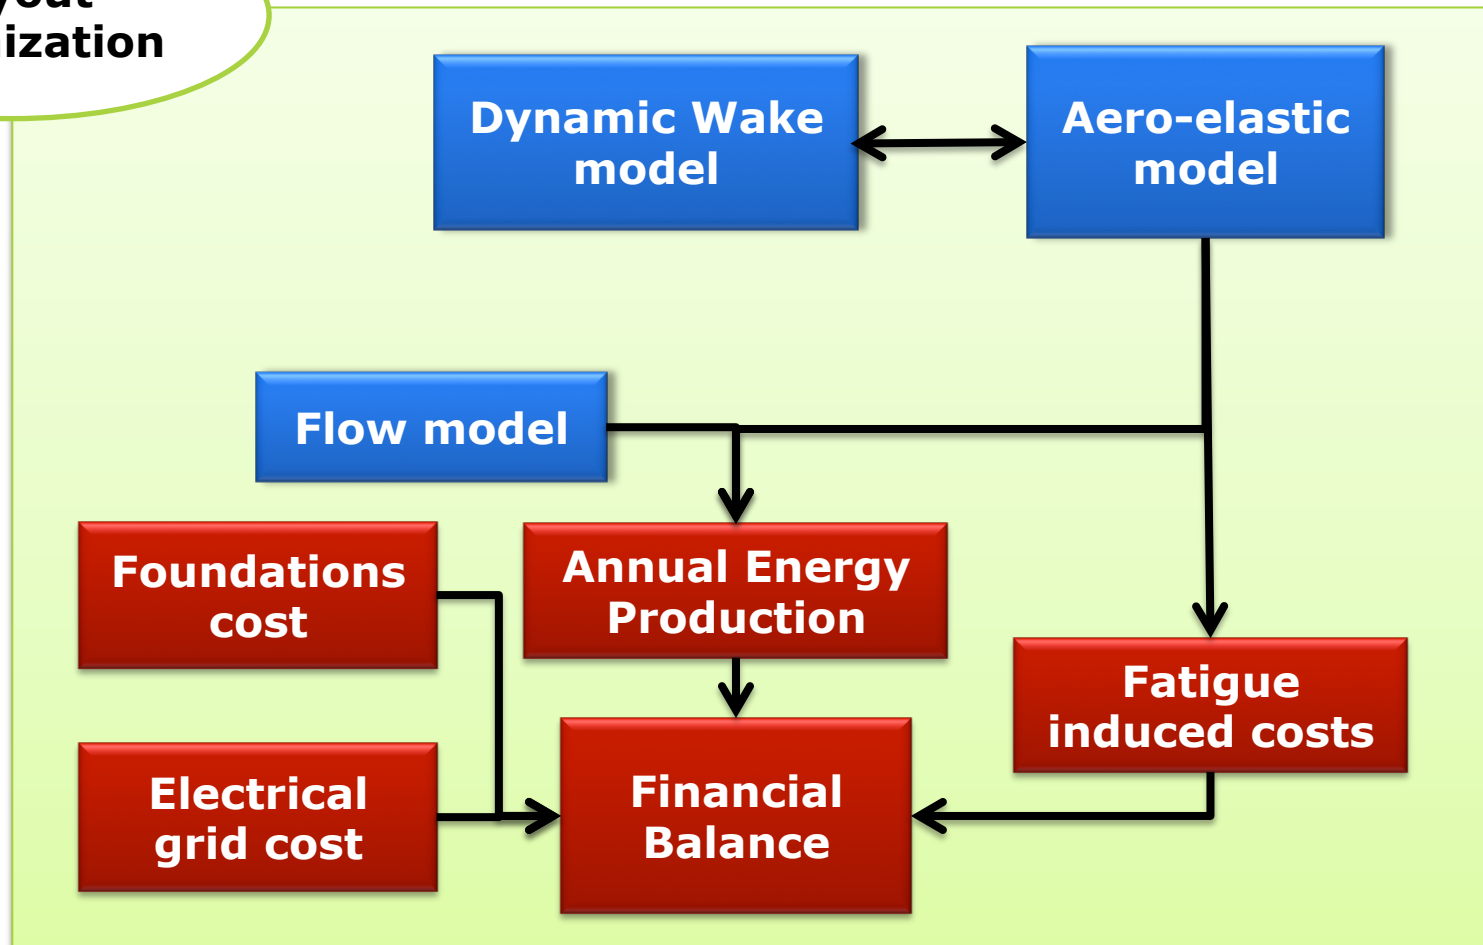 Dynamic Wake
model
Aero-elastic
model
Flow model
Foundations
cost
Annual Energy
Production
Fatigue
induced costs
Electrical
grid cost
Financial
Balance